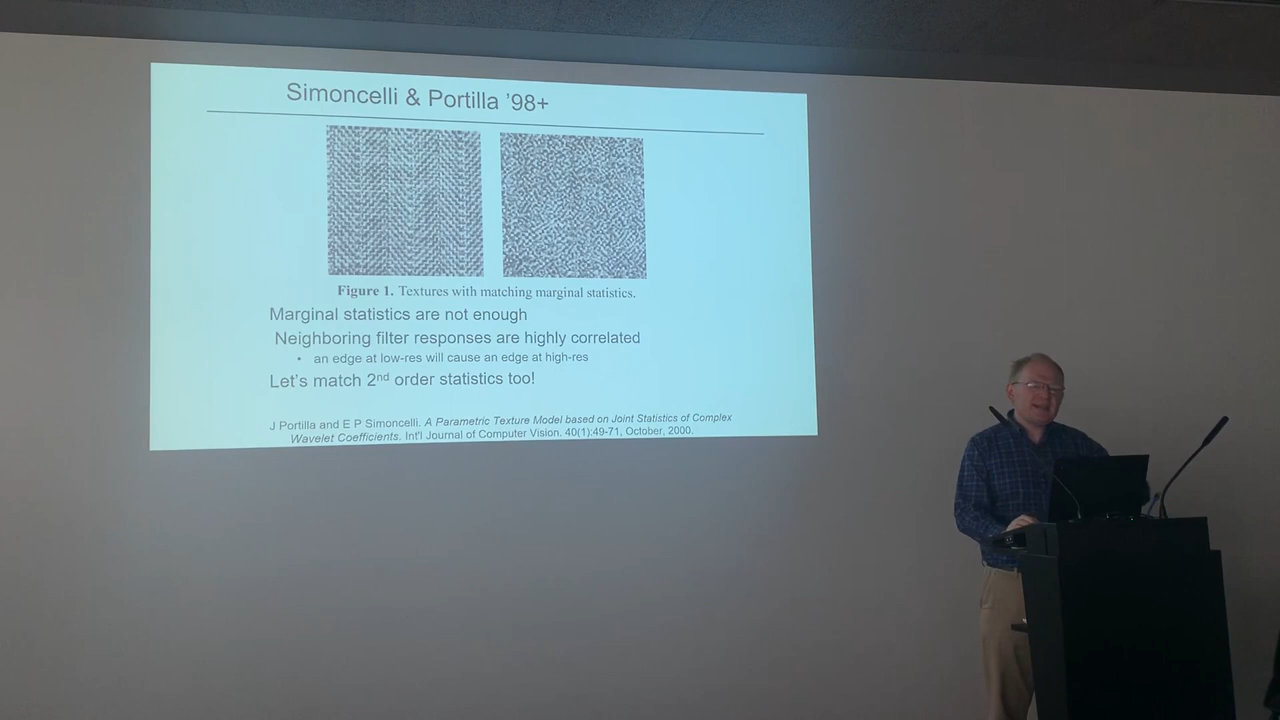 Simoncelli & Portilla ’98+
Figure 1. Textures with matching marginal statistics.
Marginal statistics are not enough
Neighboring filter responses are highly correlated
• an edge at low-res will cause an edge at high-res
Let’s match 2nd order statistics too!
J Portilla and E P Simoncelli. A Parametric Texture Model based on Joint Statistics of Complex
Wavelet Coefficients. Int'l Journal of Computer Vision. 40(1):49-71, October, 2000.